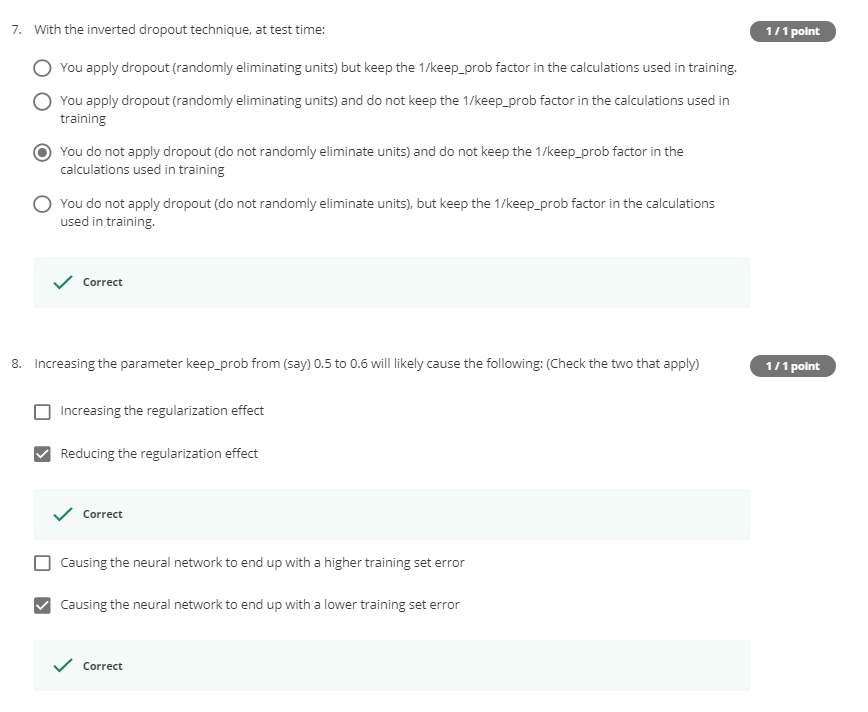 7. With the inverted dropout technique, at test time:
1 / 1 point
You apply dropout (randomly eliminating units) but keep the 1/keep_prob factor in the calculations used in training.
You apply dropout (randomly eliminating units) and do not keep the 1/keep_prob factor in the calculations used in
training
You do not apply dropout (do not randomly eliminate units) and do not keep the 1/keep_prob factor in the
calculations used in training
You do not apply dropout (do not randomly eliminate units), but keep the 1/keep_prob factor in the calculations
used in training.
Correct
8. Increasing the parameter keep_prob from (say) 0.5 to 0.6 will likely cause the following: (Check the two that apply)
1 / 1 point
Increasing the regularization effect
Reducing the regularization effect
Correct
Causing the neural network to end up with a higher training set error
Causing the neural network to end up with a lower training set error
Correct